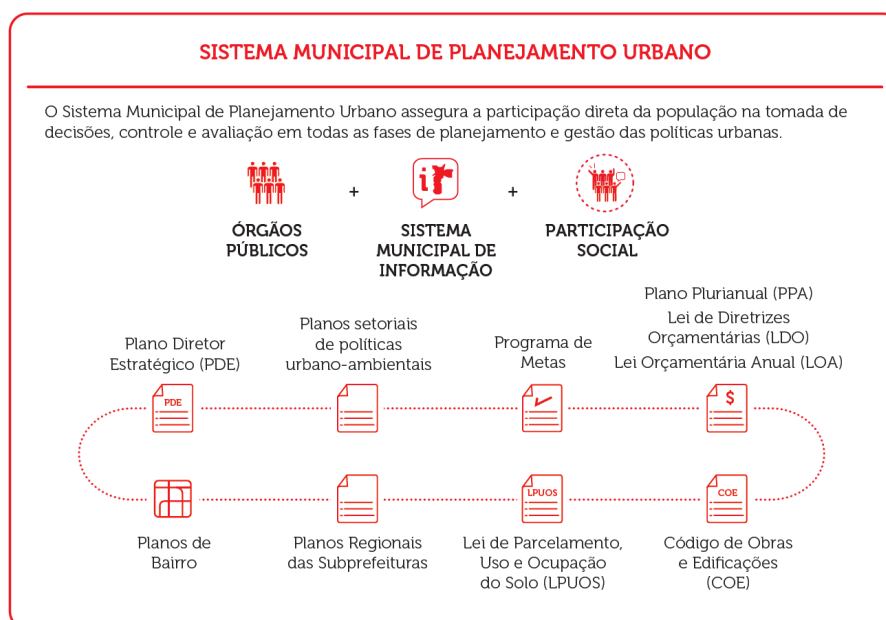 SISTEMA MUNICIPAL DE PLANEJAMENTO URBANO
O Sistema Municipal de Planejamento Urbano assegura a participação direta da população na tomada de
decisões, controle e avaliação em todas as fases de planejamento e gestão das políticas urbanas.
+
+
ÓRGÃOS
PÚBLICOS
SISTEMA
MUNICIPAL DE
INFORMAÇÃO
PARTICIPAÇÃO
SOCIAL
Plano Diretor
Estratégico (PDE)
Planos setoriais
de políticas
urbano-ambientais
Programa de
Metas
Plano Plurianual (PPA)
Lei de Diretrizes
Orçamentárias (LDO)
Lei Orçamentária Anual (LOA)
PDE
$
LPUOS
COE
Planos de
Bairro
Planos Regionais
das Subprefeituras
Lei de Parcelamento,
Uso e Ocupação
do Solo (LPUOS)
Código de Obras
e Edificações
(COE)